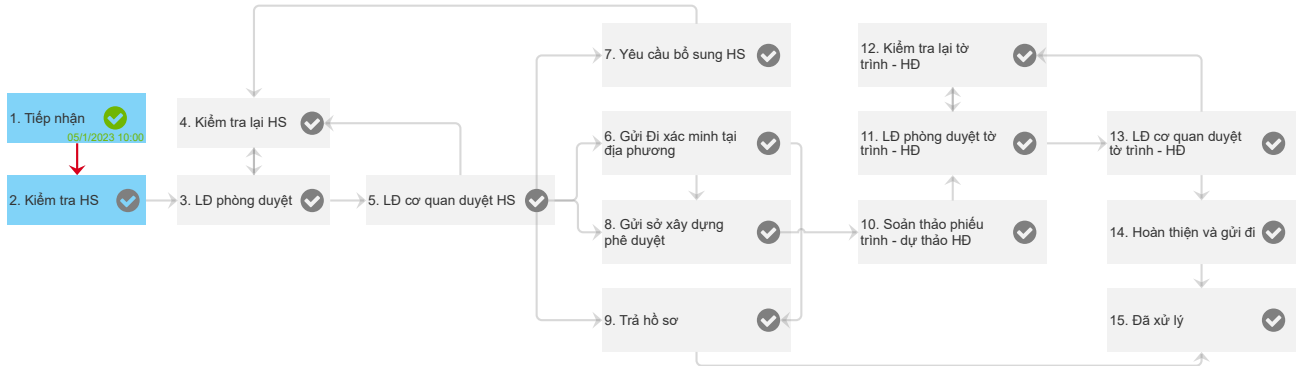 1. Tiếp nhận
05/1/2023 10:00
2. Kiểm tra HS
3. LĐ phòng duyệt
4. Kiểm tra lại HS
5. LĐ cơ quan duyệt HS
7. Yêu cầu bổ sung HS
6. Gửi Đi xác minh tại
địa phương
8. Gửi sở xây dựng
phê duyệt
9. Trả hồ sơ
12. Kiểm tra lại tờ
trình - HĐ
11. LĐ phòng duyệt tờ
trình - HĐ
10. Soản thảo phiếu
trình - dự thảo HĐ
13. LĐ cơ quan duyệt
tờ trình - HĐ
14. Hoàn thiện và gửi đi
15. Đã xử lý